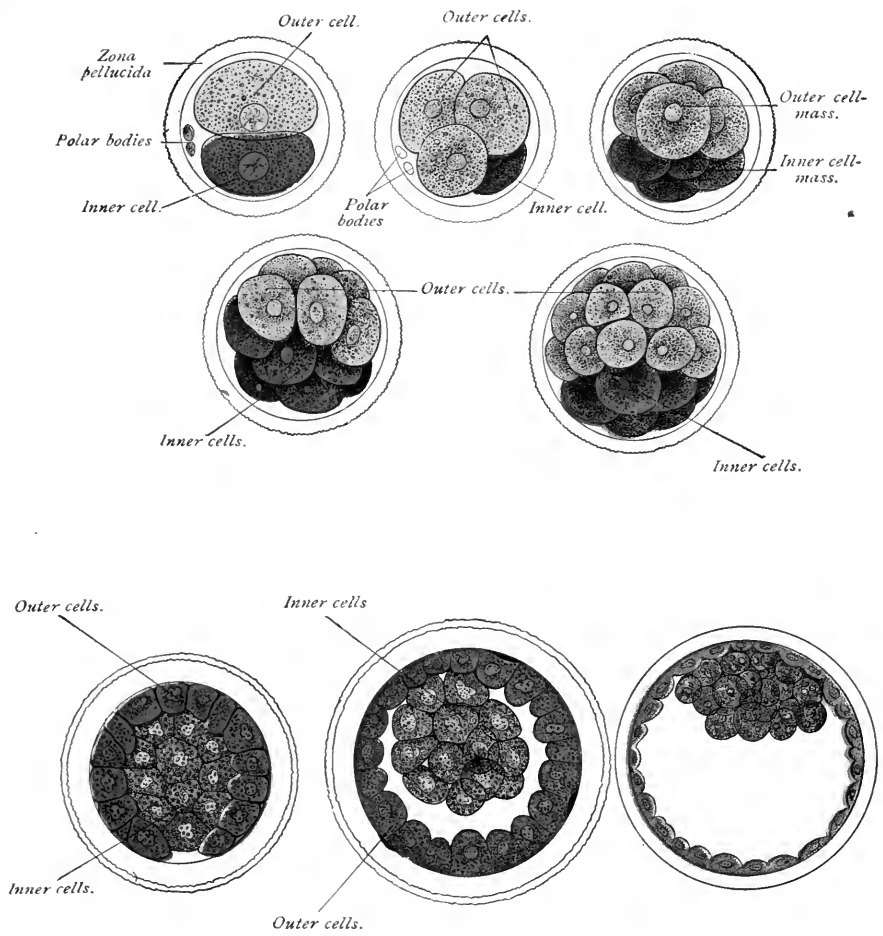 Outer cell.
Outer cells.
Zona
pellucida
Outer cell-
mass.
Polar bodies
Inner cell-
mass.
Inner cell.
Polar
bodies
Inner cell.
Outer cells.
Inner cells.
Inner cells.
Outer cells.
Inner cells
Inner cells.
Outer cells.